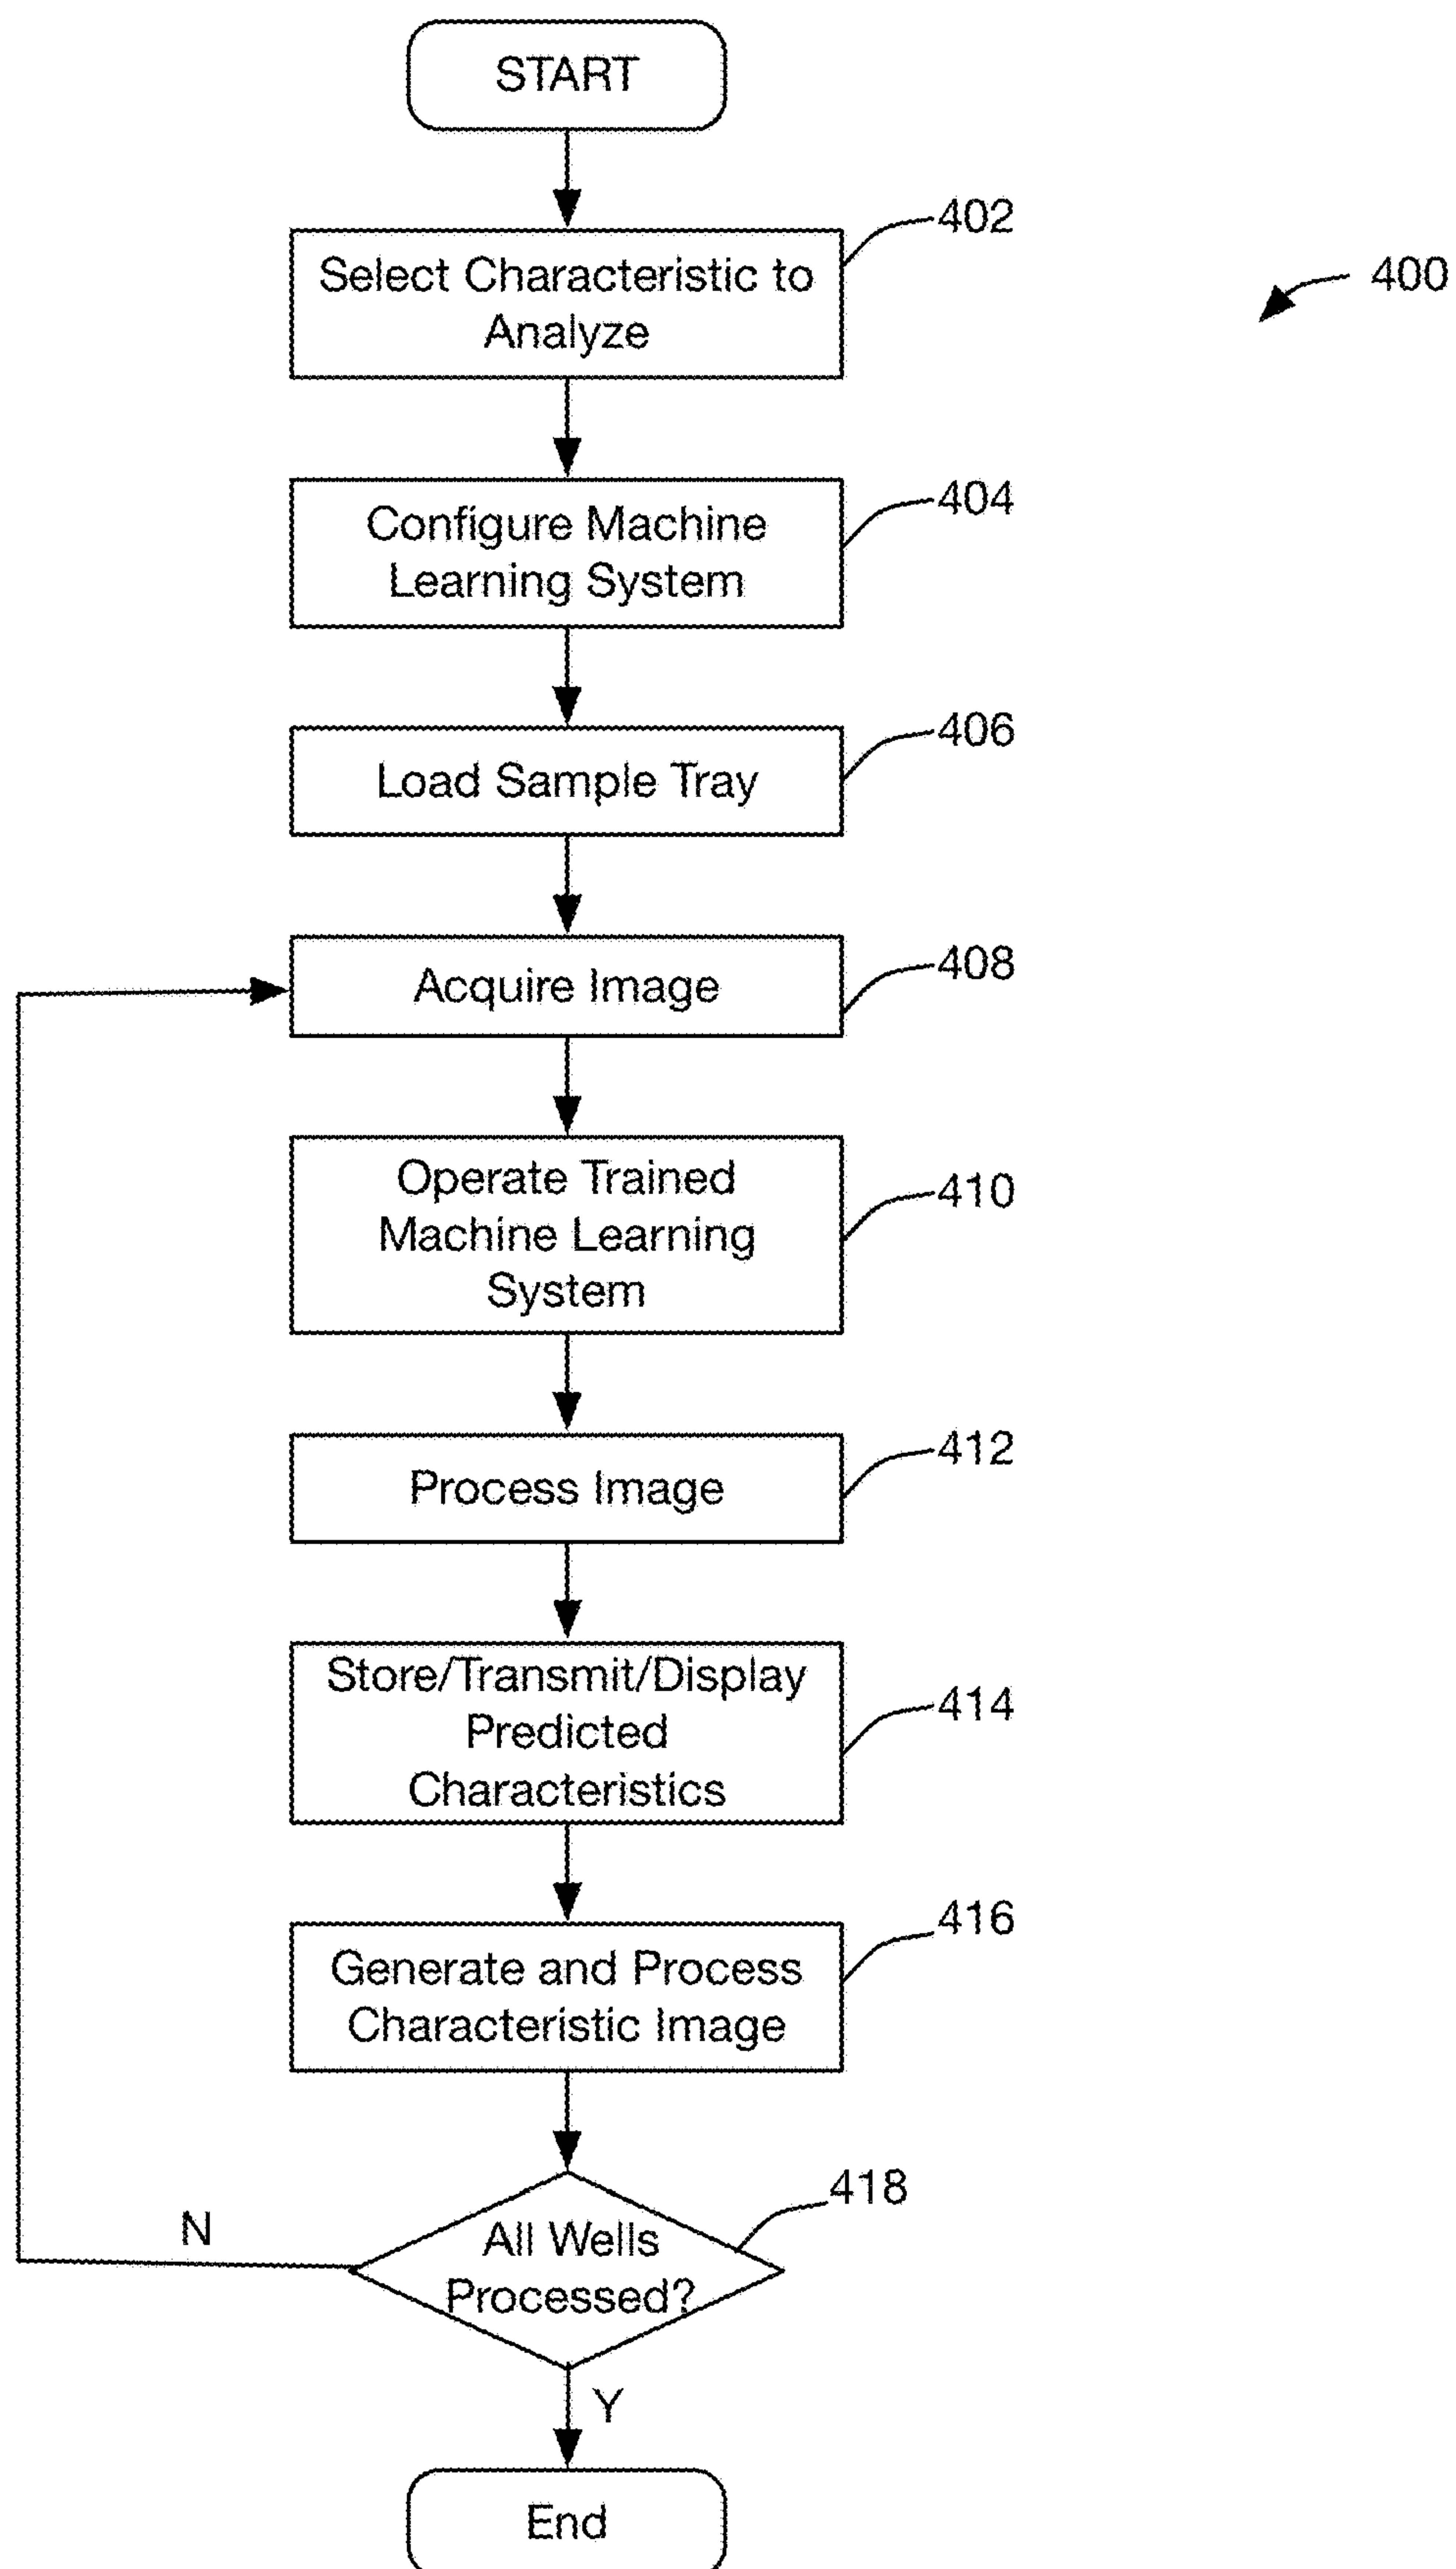 START
402
Select Characteristic to
Analyze
400
404
Configure Machine
Learning System
406
Load Sample Tray
408
Acquire Image
410
Operate Trained
Machine Learning
System
412
Process Image
414
Store/Transmit/Display
Predicted
Characteristics
416
Generate and Process
Characteristic Image
418
All Wells
Processed?
N
Y
End